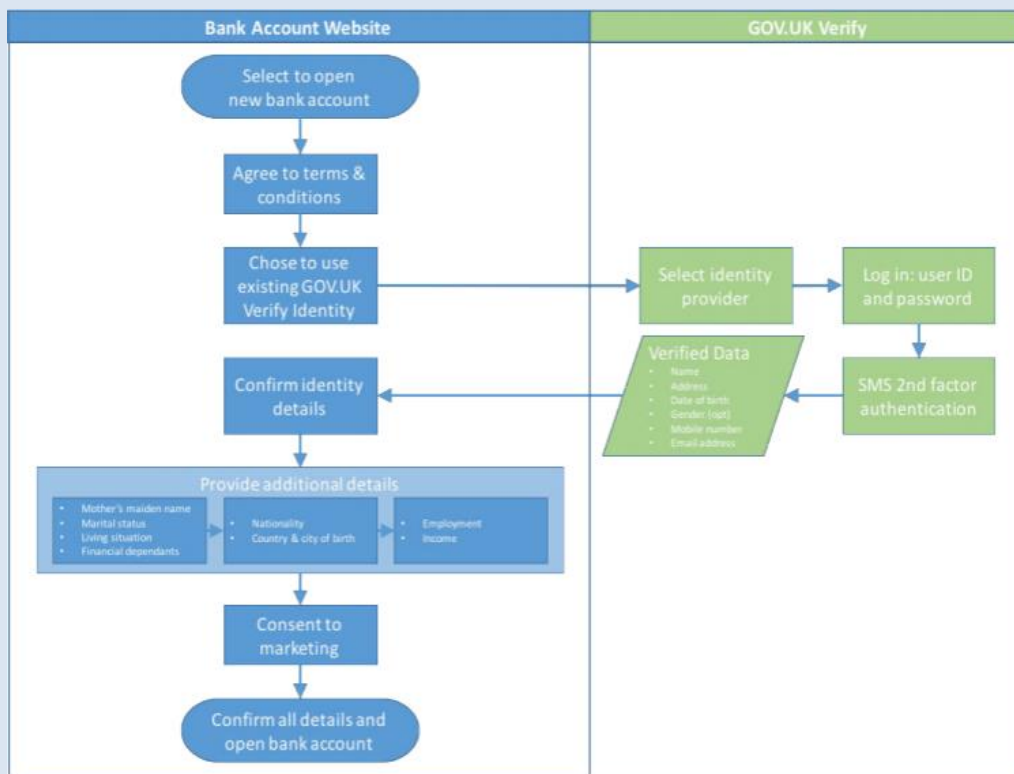 Bank Account Website
GOV.UK Verify
Select to open
new bank account
Agree to terms &
conditions
Chose to use
existing GOV.UK
Verify Identity
Select identity
provider
Log in: user ID
and password
SMS 2nd factor
authentication
Verified Data
• Name
• Address
• Date of birth
• Gender (opt)
• Mobile number
• Email address
Confirm identity
details
Provide additional details
• Mother's maiden name
• Marital status
• Living situation
• Financial dependants
• Nationality
• Country & city of birth
• Employment
• Income
Consent to
marketing
Confirm all details and
open bank account